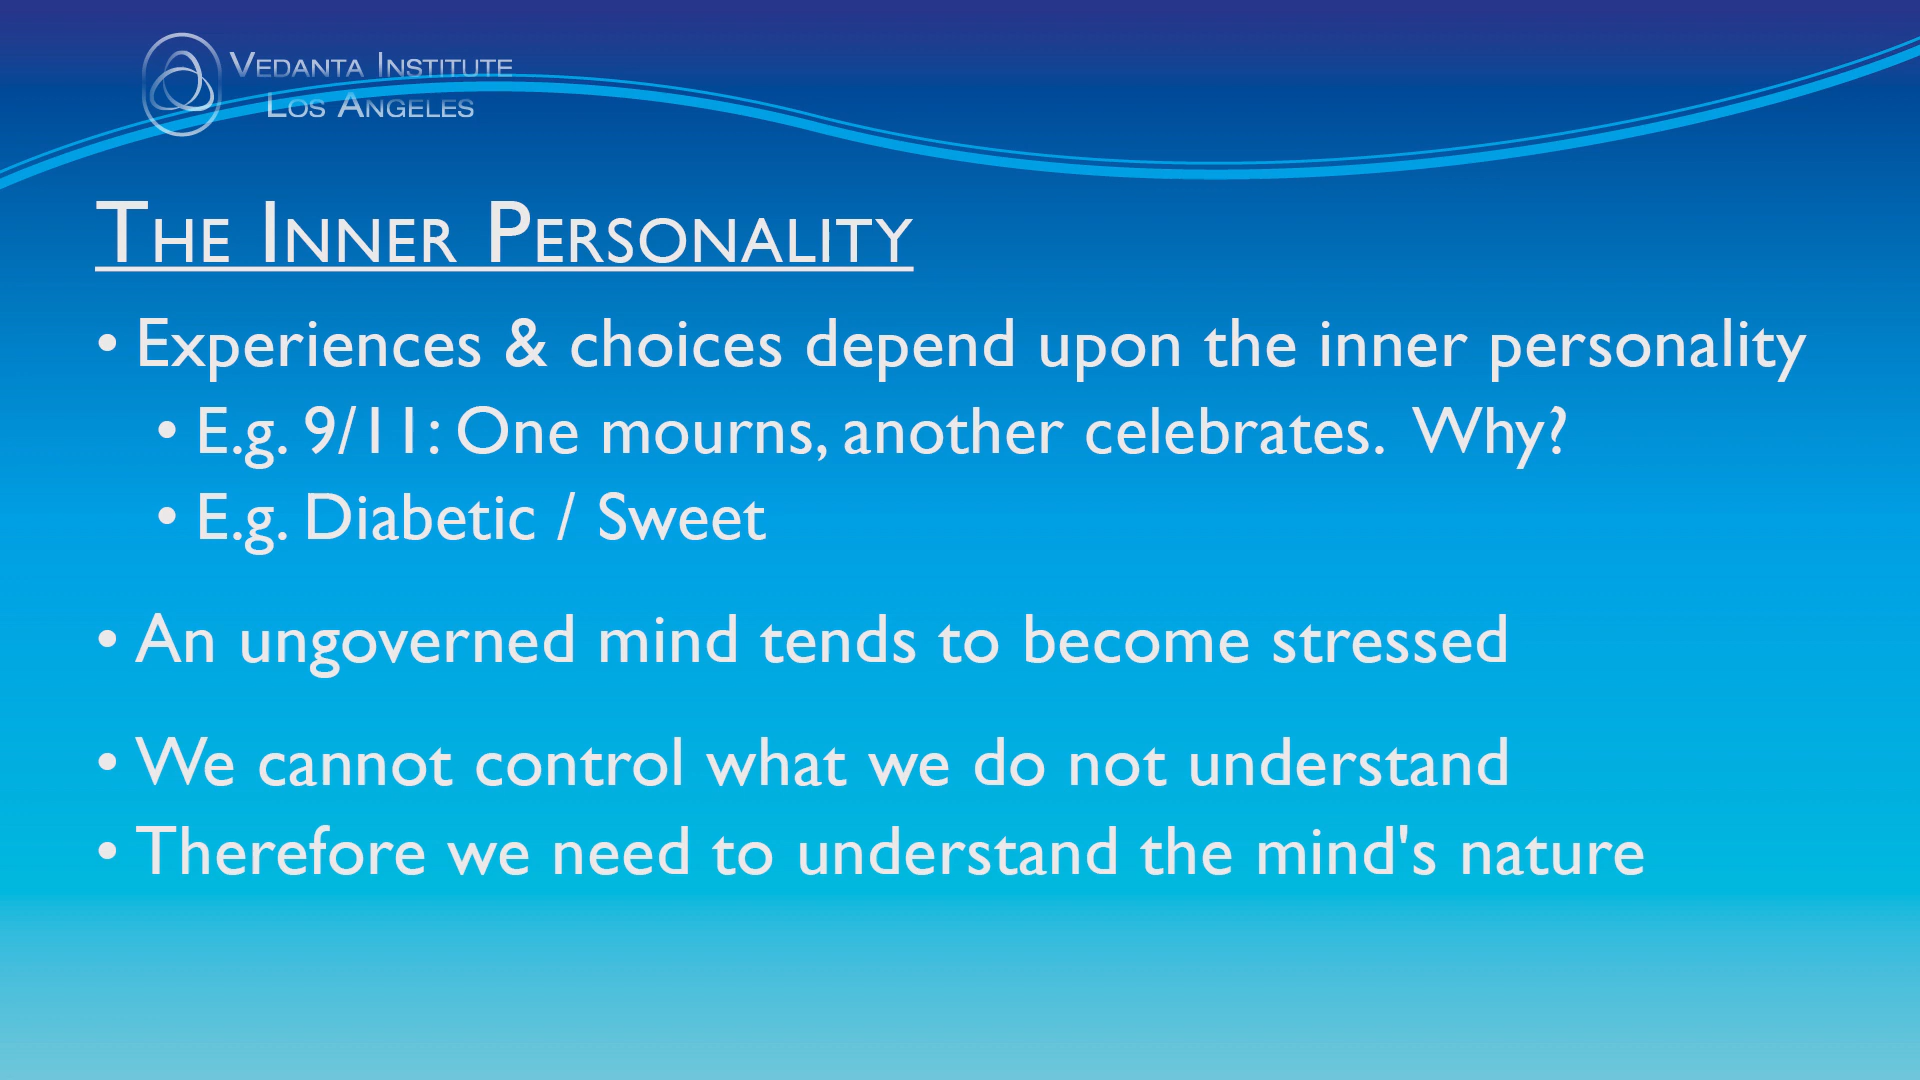 Vedanta Institute
Los Angeles
The Inner Personality
• Experiences & choices depend upon the inner personality
• E.g. 9/11: One mourns, another celebrates.  Why?
• E.g. Diabetic / Sweet
• An ungoverned mind tends to become stressed
• We cannot control what we do not understand
• Therefore we need to understand the mind's nature